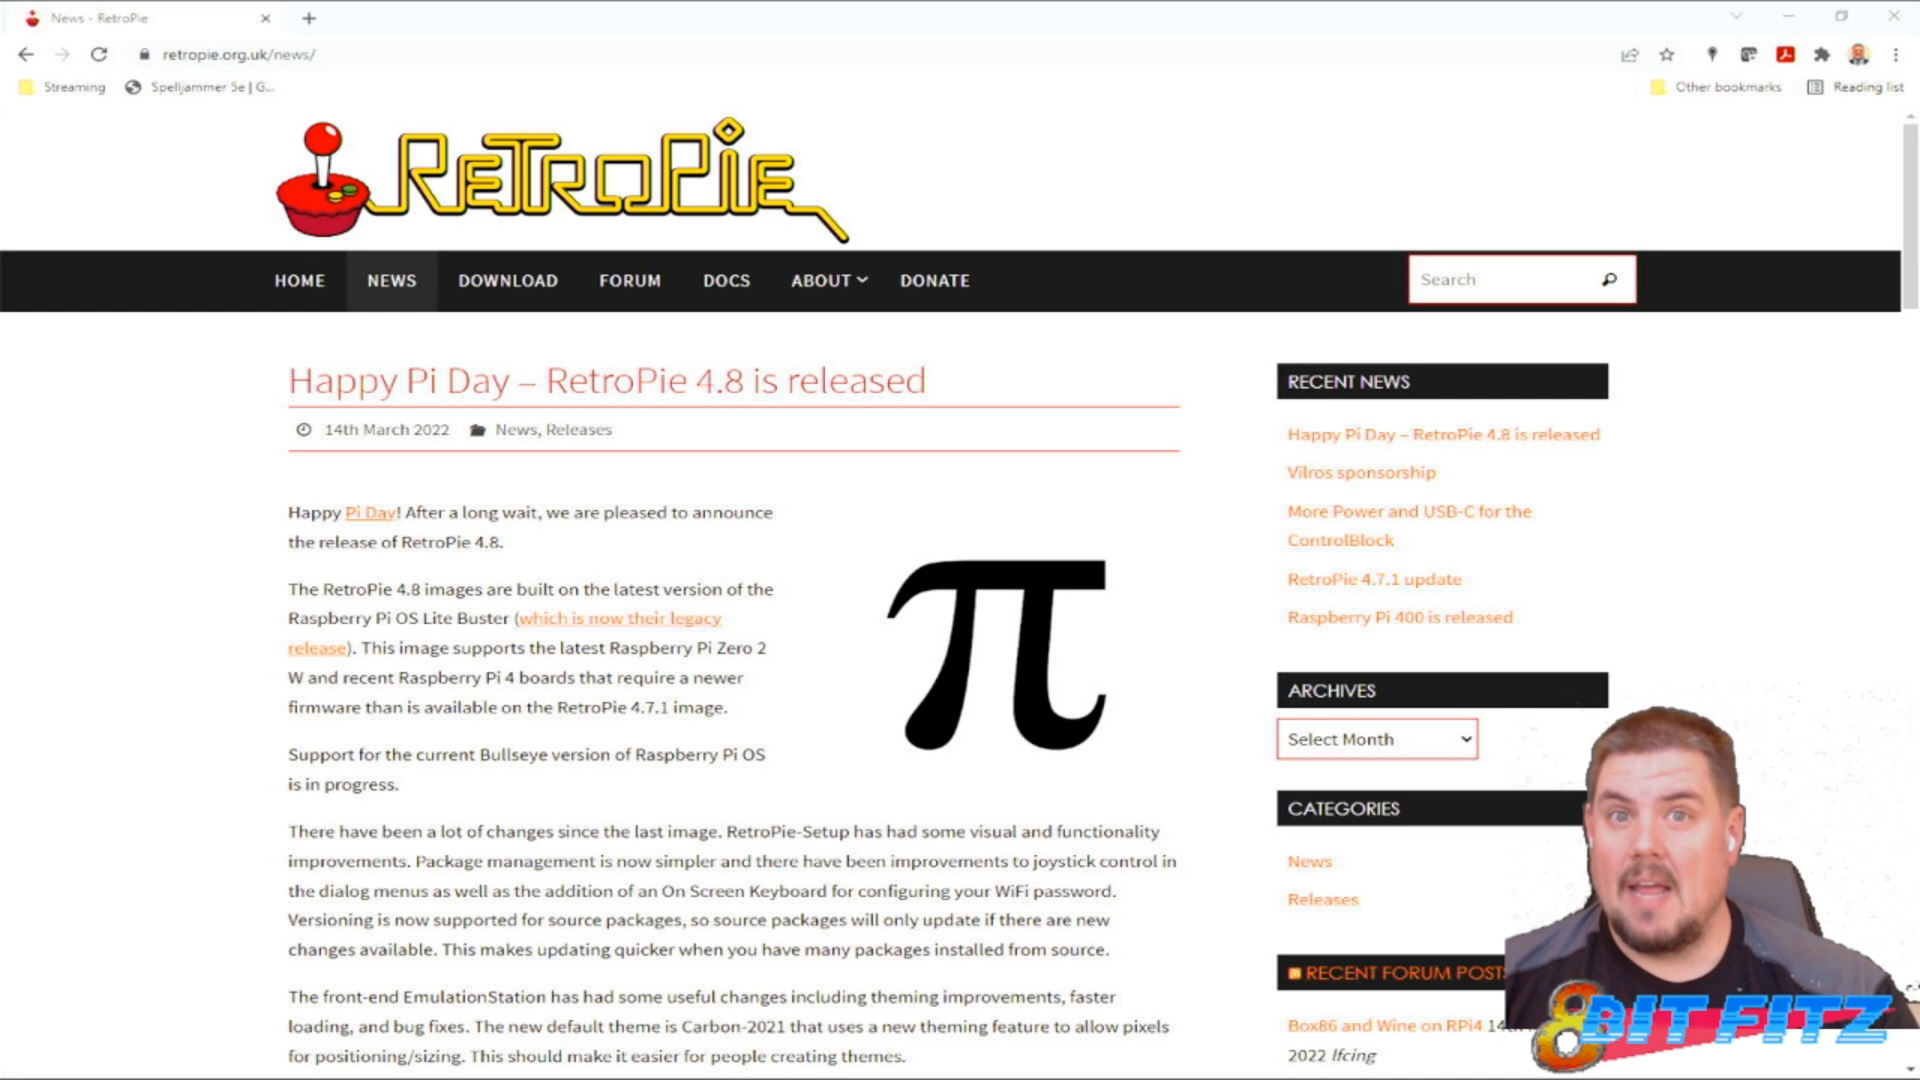 News - RetroPie
retropie.org.uk/news/
Streaming
Spelljammer 5e | G...
Other bookmarks
Reading list
RETROPIE
HOME
NEWS
DOWNLOAD
FORUM
DOCS
ABOUT
DONATE
Search
Happy Pi Day – RetroPie 4.8 is released
14th March 2022
News, Releases
Happy Pi Day! After a long wait, we are pleased to announce
the release of RetroPie 4.8.
The RetroPie 4.8 images are built on the latest version of the
Raspberry Pi OS Lite Buster (which is now their legacy
release). This image supports the latest Raspberry Pi Zero 2
W and recent Raspberry Pi 4 boards that require a newer
firmware than is available on the RetroPie 4.7.1 image.
Support for the current Bullseye version of Raspberry Pi OS
is in progress.
π
There have been a lot of changes since the last image. RetroPie-Setup has had some visual and functionality
improvements. Package management is now simpler and there have been improvements to joystick control in
the dialog menus as well as the addition of an On Screen Keyboard for configuring your WiFi password.
Versioning is now supported for source packages, so source packages will only update if there are new
changes available. This makes updating quicker when you have many packages installed from source.
The front-end EmulationStation has had some useful changes including theming improvements, faster
loading, and bug fixes. The new default theme is Carbon-2021 that uses a new theming feature to allow pixels
for positioning/sizing. This should make it easier for people creating themes.
RECENT NEWS
Happy Pi Day – RetroPie 4.8 is released
Vilros sponsorship
More Power and USB-C for the
ControlBlock
RetroPie 4.7.1 update
Raspberry Pi 400 is released
ARCHIVES
Select Month
CATEGORIES
News
Releases
RECENT FORUM POSTS
Box86 and Wine on RPi4 14th
2022 lfcing
8BIT FITZ